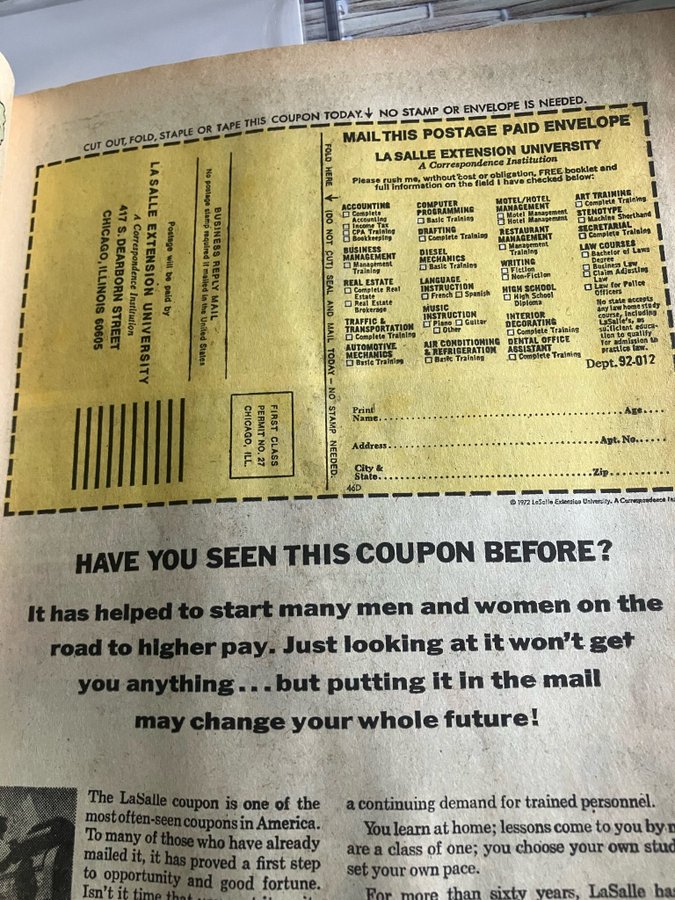 CUT OUT, FOLD, STAPLE OR TAPE THIS COUPON TODAY.↓ NO STAMP OR ENVELOPE IS NEEDED.
Postage will be paid by
LA SALLE EXTENSION UNIVERSITY
A Correspondence Institution
417 S. DEARBORN STREET
CHICAGO, ILLINOIS 60605
BUSINESS REPLY MAIL
No postage stamp required if mailed in the United States
FIRST CLASS
PERMIT NO. 27
CHICAGO, ILL.
FOLD HERE ↓ (DO NOT CUT) SEAL AND MAIL TODAY — NO STAMP NEEDED.
MAIL THIS POSTAGE PAID ENVELOPE
LA SALLE EXTENSION UNIVERSITY
A Correspondence Institution
Please rush me, without cost or obligation, FREE booklet and
full information on the field I have checked below:
ACCOUNTING
□ Complete
Accounting
□ Income Tax
□ CPA Training
□ Bookkeeping
BUSINESS
MANAGEMENT
□ Management
Training
REAL ESTATE
□ Complete Real
Estate
□ Real Estate
Brokerage
TRAFFIC &
TRANSPORTATION
□ Complete Training
AUTOMOTIVE
MECHANICS
□ Basic Training
COMPUTER
PROGRAMMING
□ Basic Training
DRAFTING
□ Complete Training
DIESEL
MECHANICS
□ Basic Training
LANGUAGE
INSTRUCTION
□ French □ Spanish
MUSIC
INSTRUCTION
□ Piano □ Guitar
□ Other
AIR CONDITIONING
& REFRIGERATION
□ Basic Training
MOTEL/HOTEL
MANAGEMENT
□ Motel Management
□ Hotel Management
RESTAURANT
MANAGEMENT
□ Management
Training
WRITING
□ Fiction
□ Non-Fiction
HIGH SCHOOL
□ High School
Diploma
INTERIOR
DECORATING
□ Complete Training
DENTAL OFFICE
ASSISTANT
□ Complete Training
ART TRAINING
□ Complete Training
STENOTYPE
□ Machine Shorthand
SECRETARIAL
□ Complete Training
LAW COURSES
□ Bachelor of Laws
Degree
□ Business Law
□ Claim Adjusting
Law
□ Law for Police
Officers
No state accepts
any law home study
course, including
LaSalle's, as
sufficient educa-
tion to qualify
for admission to
practice law.
Dept. 92-012
Print
Name Age
Address Apt. No.
City &
State Zip
46D
© 1972 LaSalle Extension University. A Correspondence
HAVE YOU SEEN THIS COUPON BEFORE?
It has helped to start many men and women on the
road to higher pay. Just looking at it won't get
you anything...but putting it in the mail
may change your whole future!
The LaSalle coupon is one of the
most often-seen coupons in America.
To many of those who have already
mailed it, it has proved a first step
to opportunity and good fortune.
Isn't it time that
a continuing demand for trained personnel.
You learn at home; lessons come to you by
are a class of one; you choose your own
set your own pace.
For more than sixty years, LaSalle